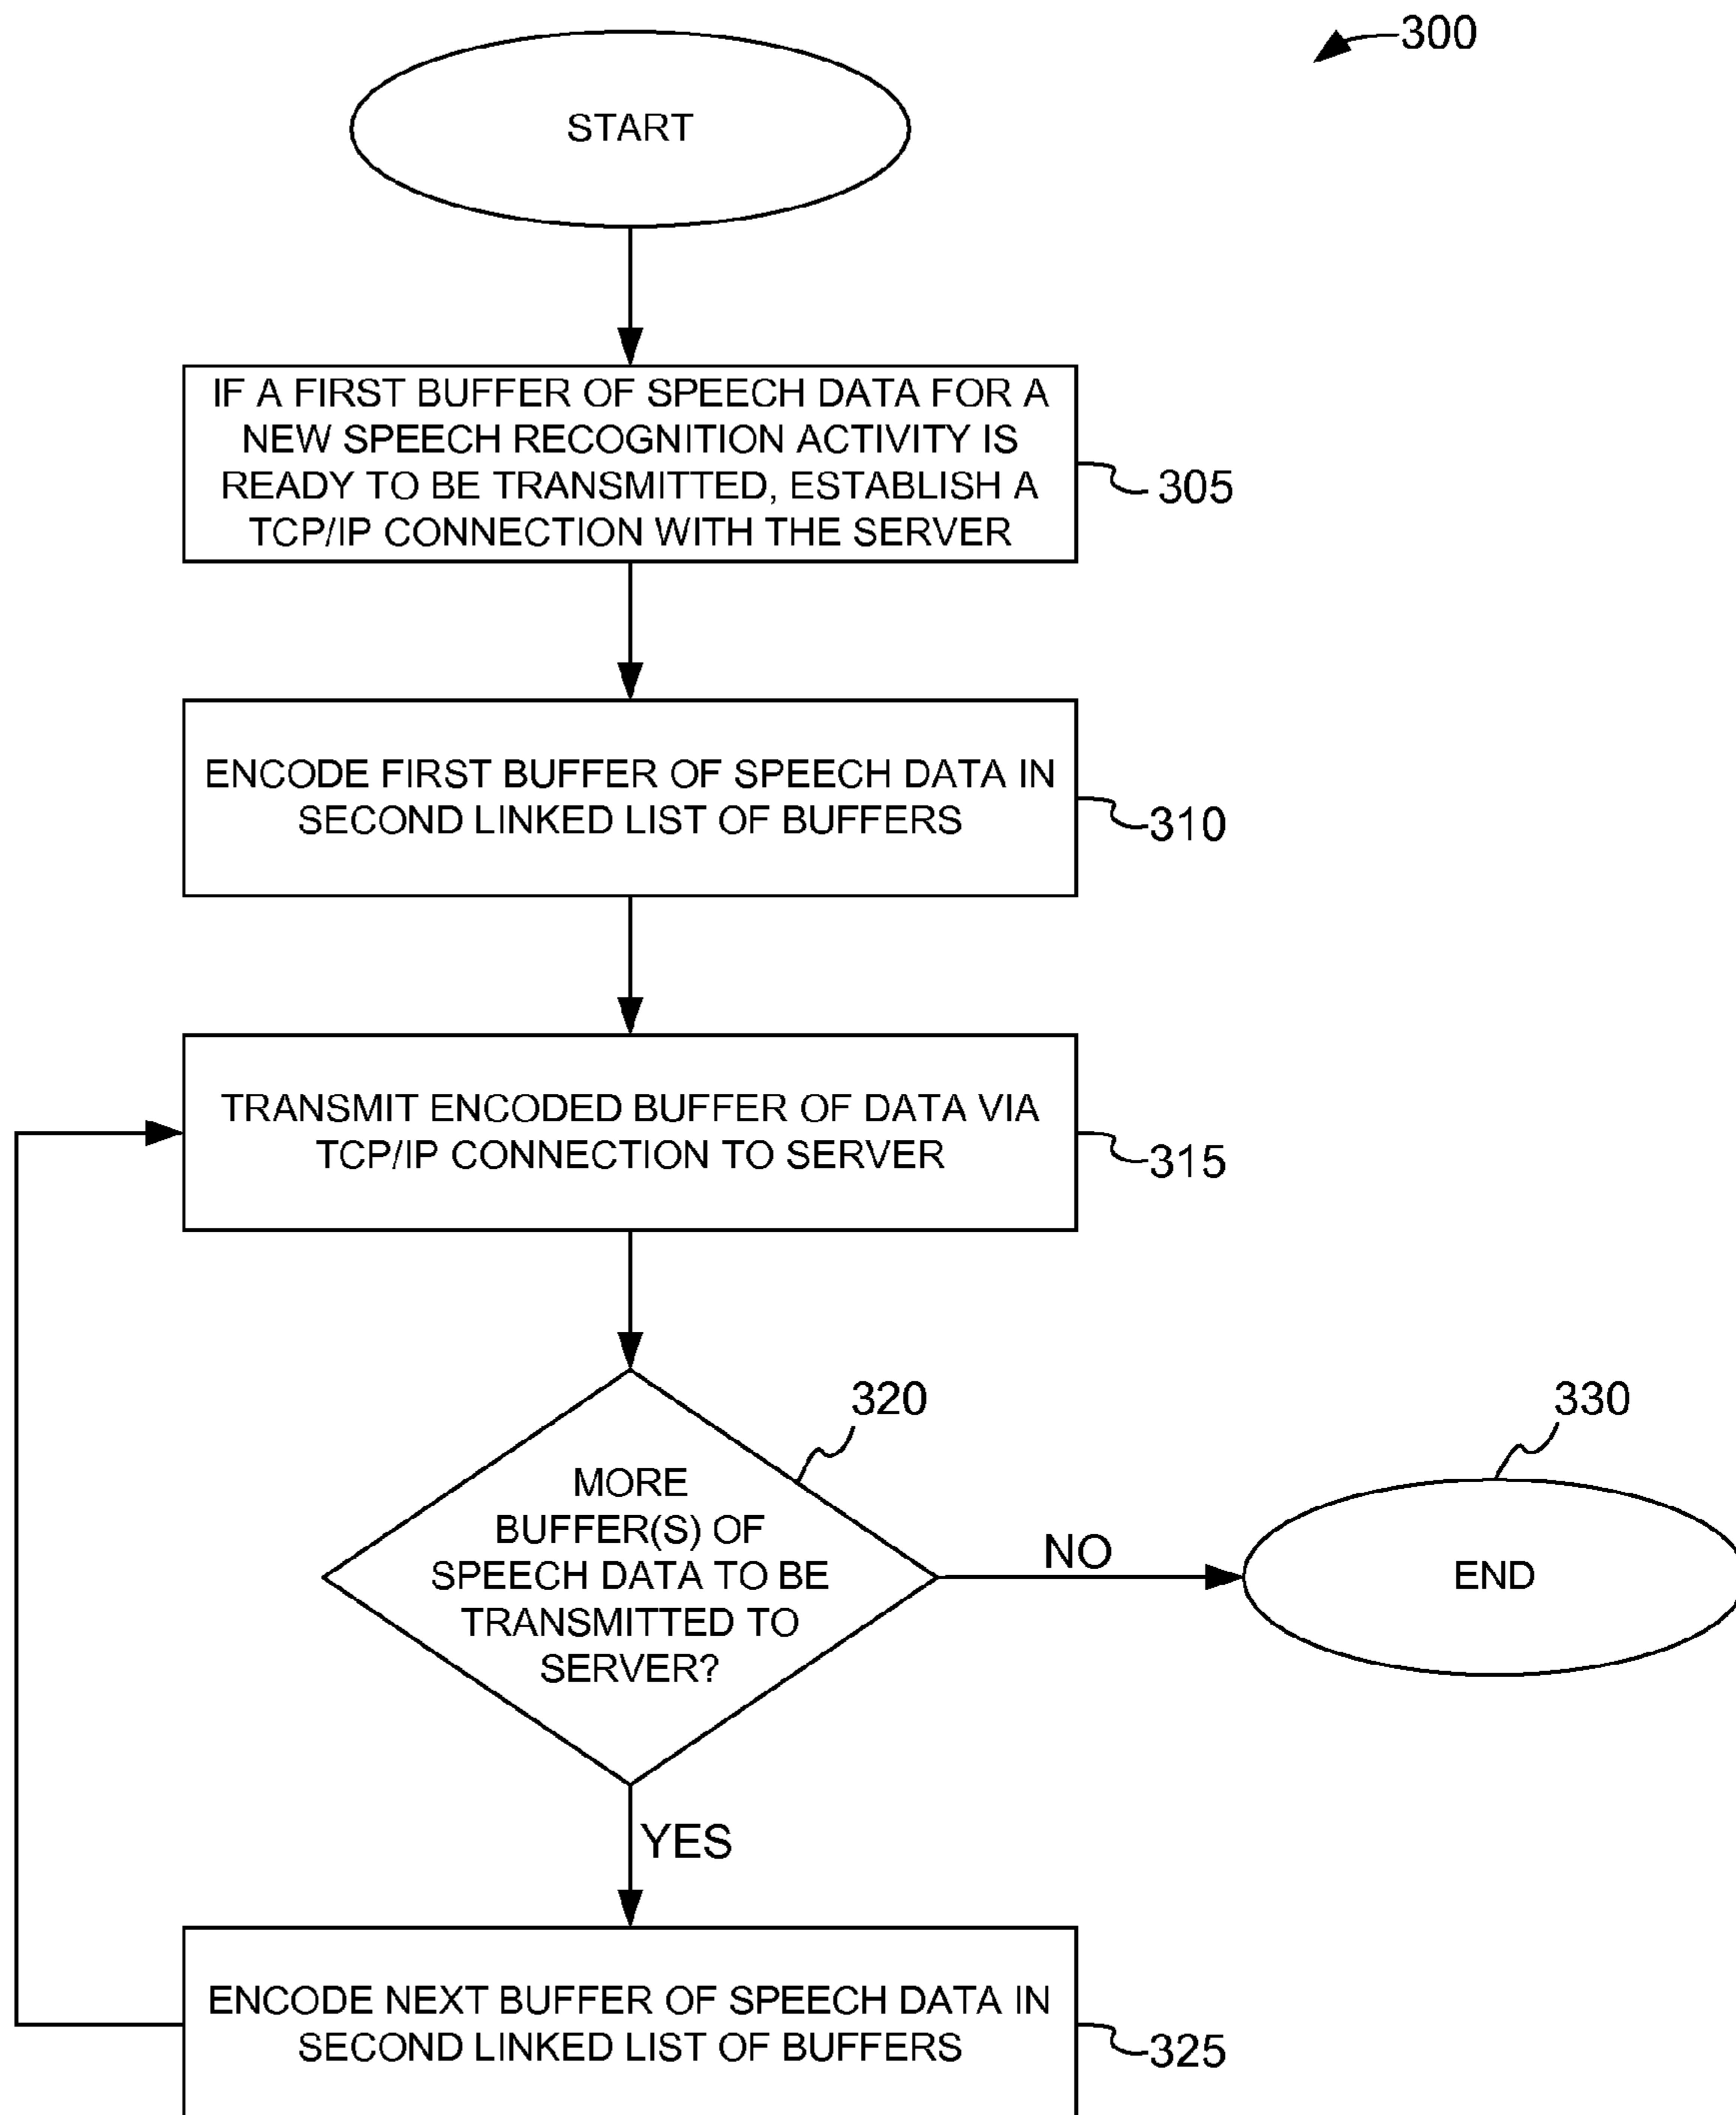 300
START
IF A FIRST BUFFER OF SPEECH DATA FOR A
NEW SPEECH RECOGNITION ACTIVITY IS
READY TO BE TRANSMITTED, ESTABLISH A
TCP/IP CONNECTION WITH THE SERVER
305
ENCODE FIRST BUFFER OF SPEECH DATA IN
SECOND LINKED LIST OF BUFFERS
310
TRANSMIT ENCODED BUFFER OF DATA VIA
TCP/IP CONNECTION TO SERVER
315
320
MORE
BUFFER(S) OF
SPEECH DATA TO BE
TRANSMITTED TO
SERVER?
NO
330
END
YES
ENCODE NEXT BUFFER OF SPEECH DATA IN
SECOND LINKED LIST OF BUFFERS
325